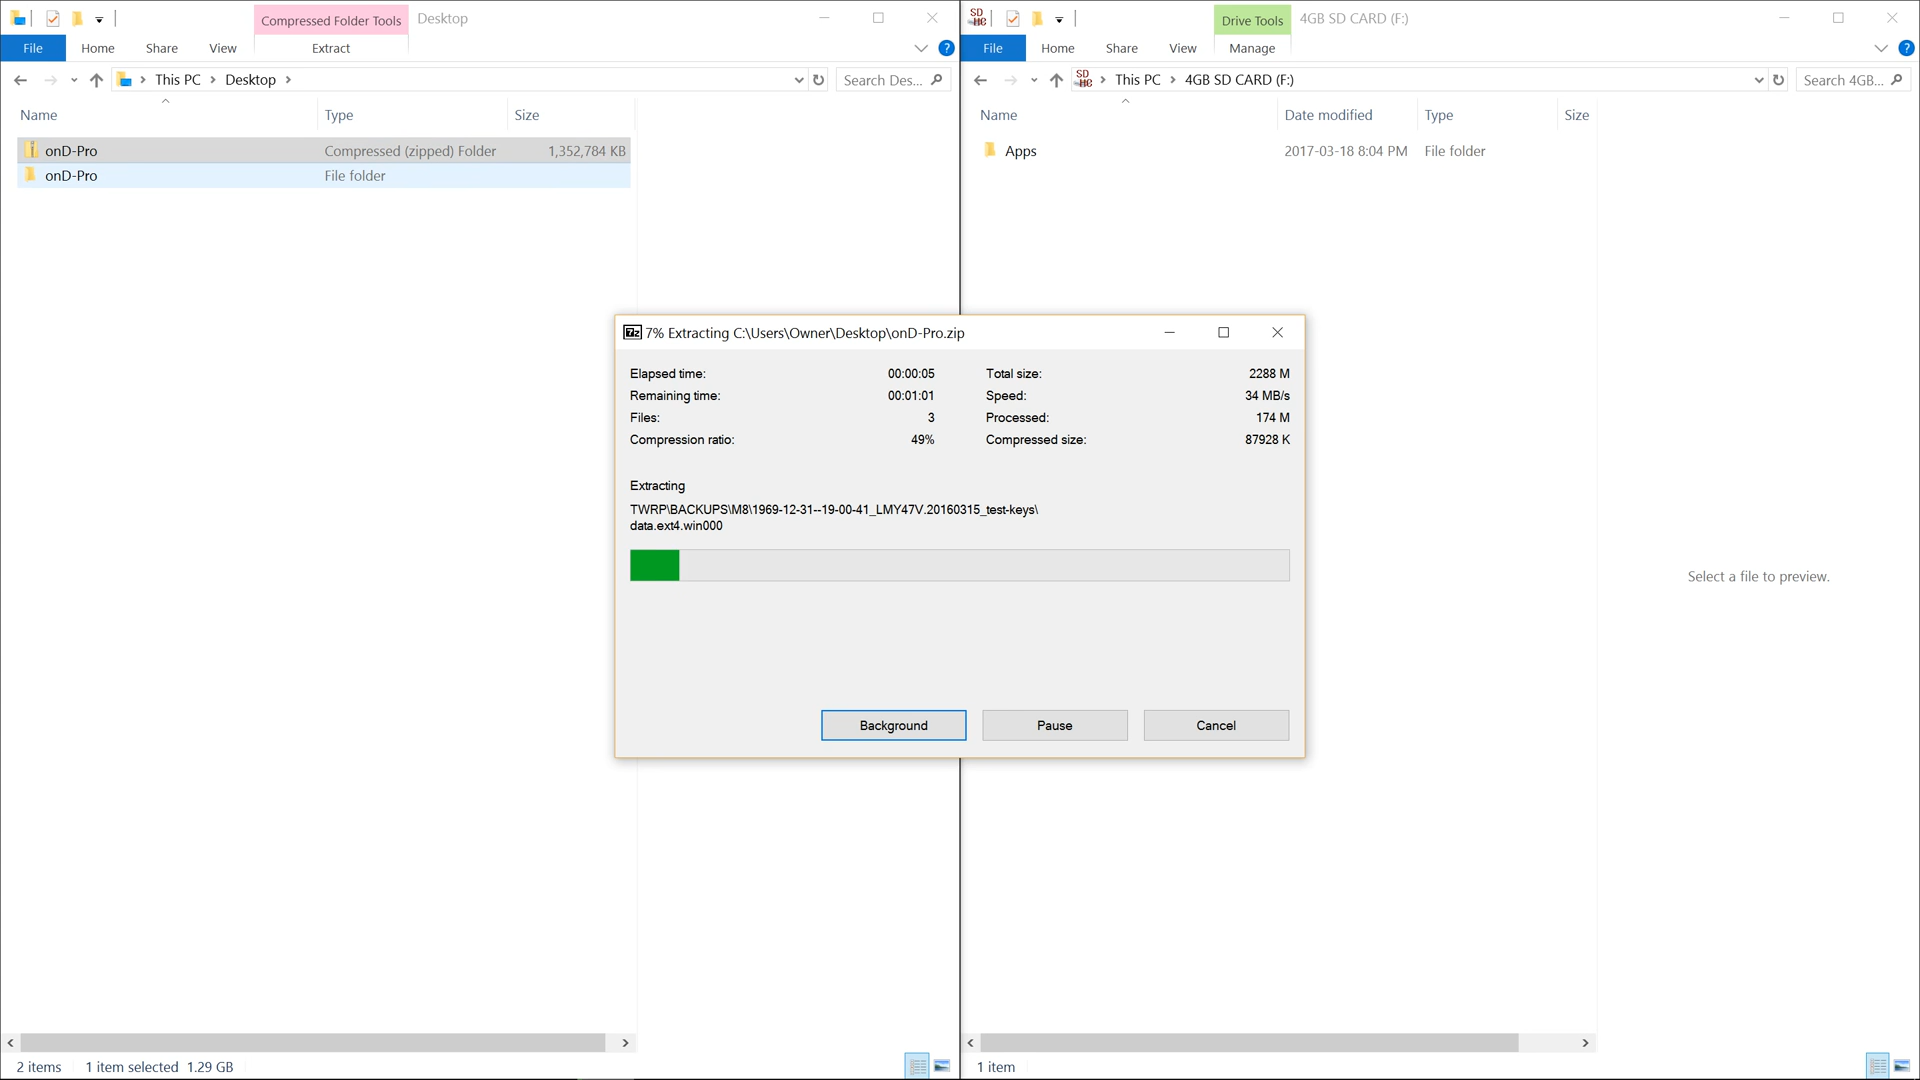 Compressed Folder Tools
Desktop
File
Home
Share
View
Extract
This PC
Desktop
Search Des...
Name
Type
Size
onD-Pro
Compressed (zipped) Folder
1,352,784 KB
onD-Pro
File folder
2 items
1 item selected 1.29 GB
SD
HC
Drive Tools
4GB SD CARD (F:)
File
Home
Share
View
Manage
SD
HC
This PC
4GB SD CARD (F:)
Search 4GB...
Name
Date modified
Type
Size
Apps
2017-03-18 8:04 PM
File folder
Select a file to preview.
1 item
7z
7% Extracting C:\Users\Owner\Desktop\onD-Pro.zip
Elapsed time: 00:00:05
Total size: 2288 M
Remaining time: 00:01:01
Speed: 34 MB/s
Files: 3
Processed: 174 M
Compression ratio: 49%
Compressed size: 87928 K
Extracting
TWRP\BACKUPS\M8\1969-12-31--19-00-41_LMY47V.20160315_test-keys\
data.ext4.win000
Background
Pause
Cancel